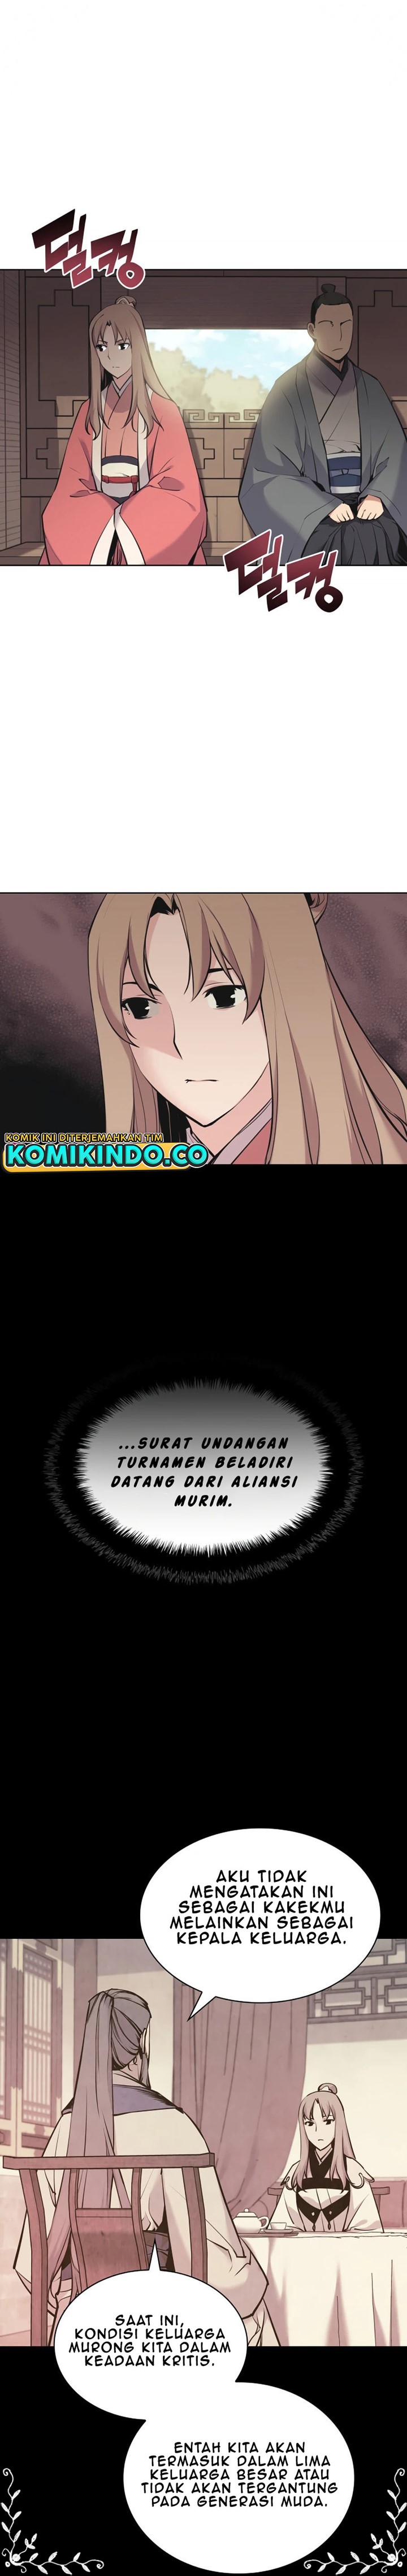 덜컹
덜컹
KOMIK INI DITERJEMAHKAN TIM
KOMIKINDO.CO
...SURAT UNDANGAN
TURNAMEN BELADIRI
DATANG DARI ALIANSI
MURIM.
AKU TIDAK
MENGATAKAN INI
SEBAGAI KAKEKMU
MELAINKAN SEBAGAI
KEPALA KELUARGA.
SAAT INI,
KONDISI KELUARGA
MURONG KITA DALAM
KEADAAN KRITIS.
ENTAH KITA AKAN
TERMASUK DALAM LIMA
KELUARGA BESAR ATAU
TIDAK AKAN TERGANTUNG
PADA GENERASI MUDA.